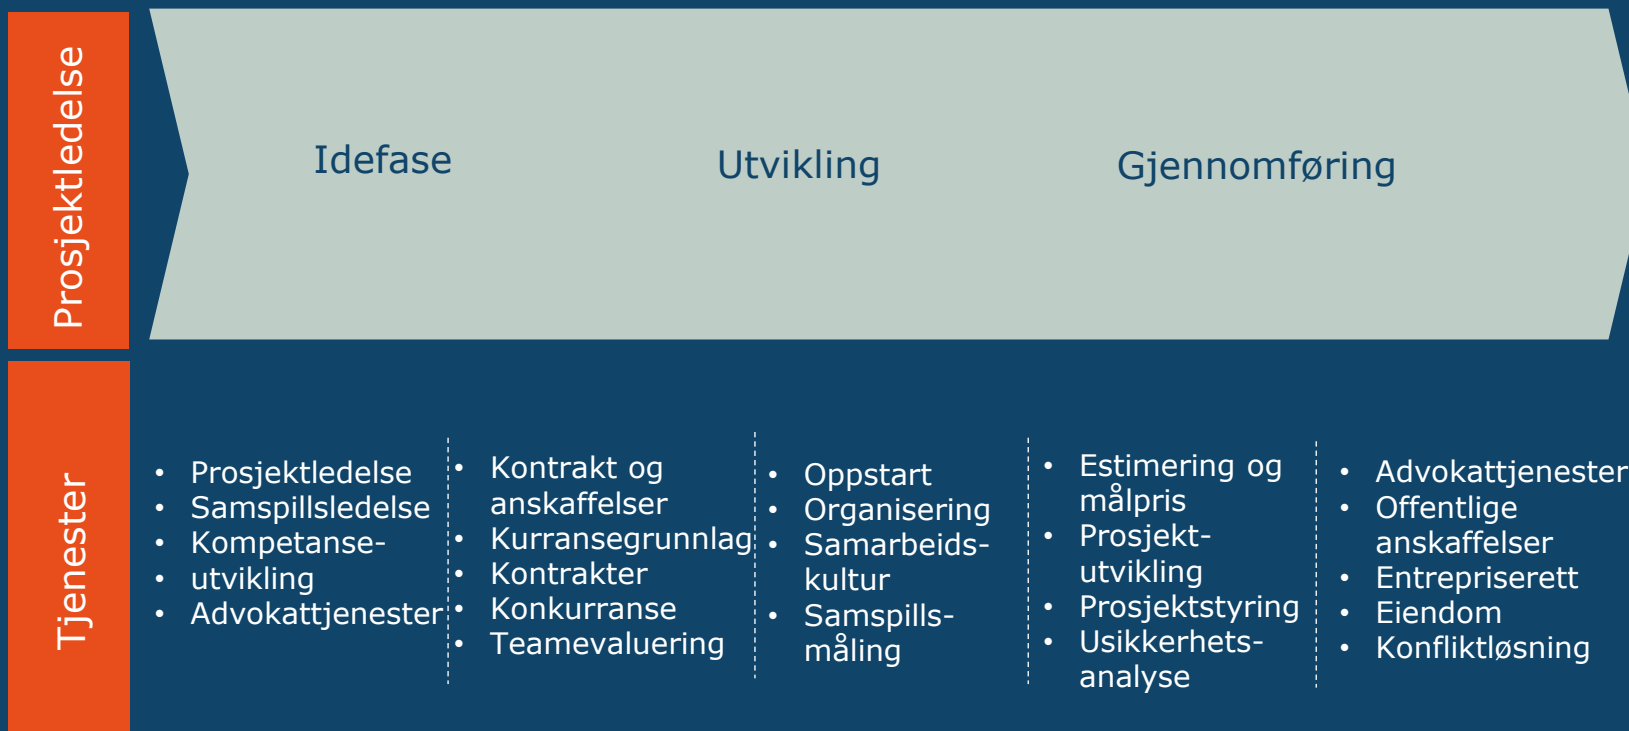 Prosjektledelse
Idefase
Utvikling
Gjennomføring
Tjenester
• Prosjektledelse
• Samspillsledelse
• Kompetanse-
• utvikling
• Advokattjenester
• Kontrakt og
anskaffelser
• Kurransegrunnlag
• Kontrakter
• Konkurranse
• Teamevaluering
• Oppstart
• Organisering
• Samarbeids-
kultur
• Samspills-
måling
• Estimering og
målpris
• Prosjekt-
utvikling
• Prosjektstyring
• Usikkerhets-
analyse
• Advokattjenester
• Offentlige
anskaffelser
• Entrepriserett
• Eiendom
• Konfliktløsning